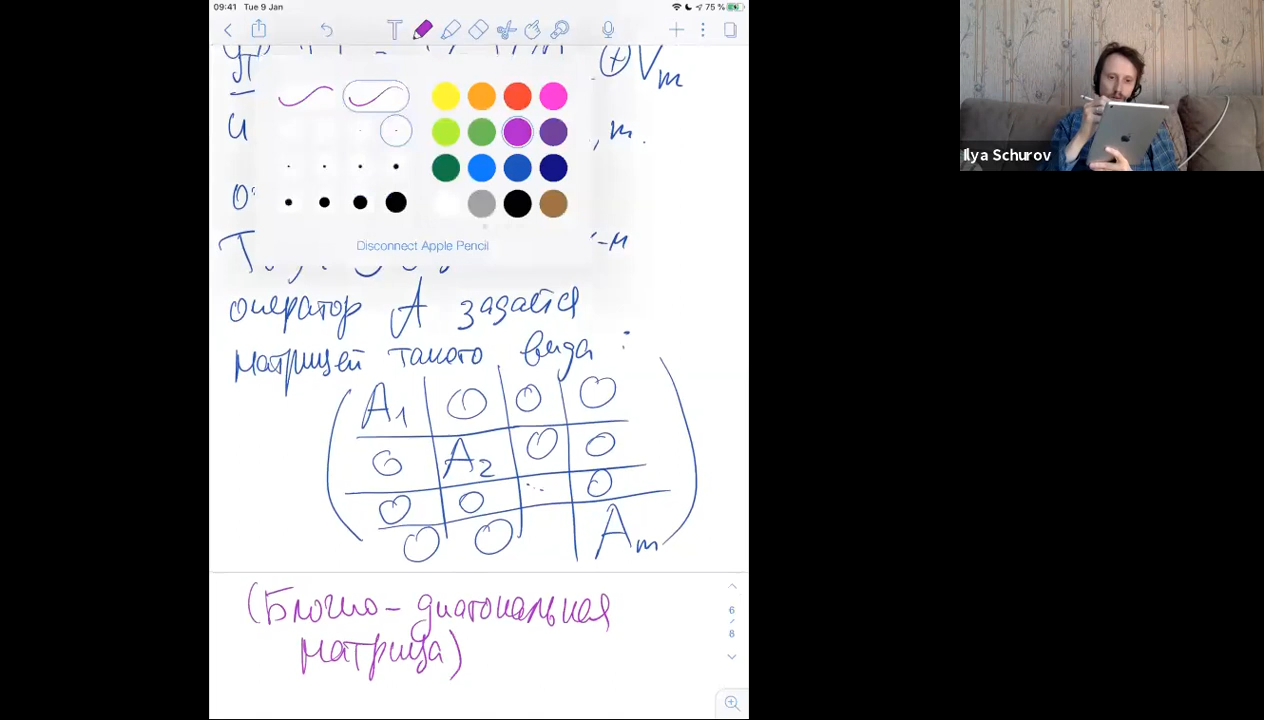 09:41 Tue 9 Jan
75 %
T
⊕Vm
и
, m.
Ilya Schurov
Disconnect Apple Pencil
-м
оператор A задаётся
матрицей такого вида :
A1 0 0 0
0 A2 0 0
0 0 ⋱ 0
0 0 Am
(Блочно-диагональная
матрица)
6
/
8